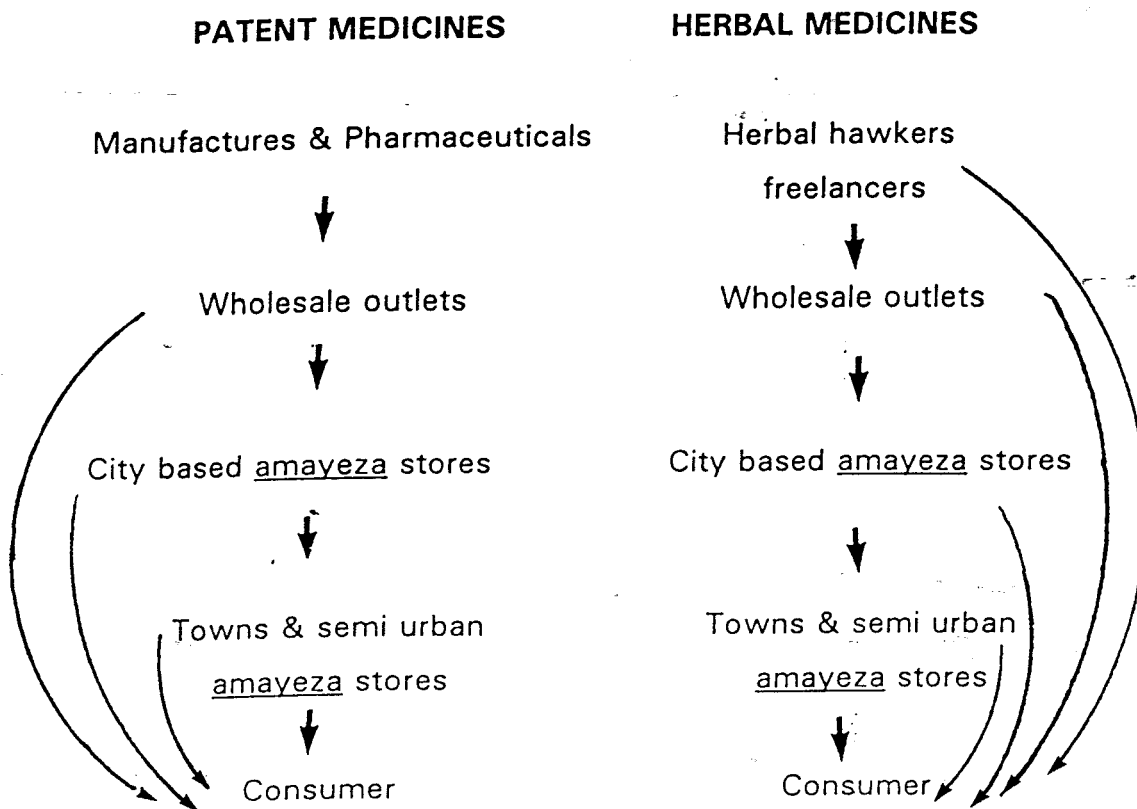 PATENT MEDICINES
Manufactures & Pharmaceuticals
Wholesale outlets
City based amayeza stores
Towns & semi urban
amayeza stores
Consumer
HERBAL MEDICINES
Herbal hawkers
freelancers
Wholesale outlets
City based amayeza stores
Towns & semi urban
amayeza stores
Consumer